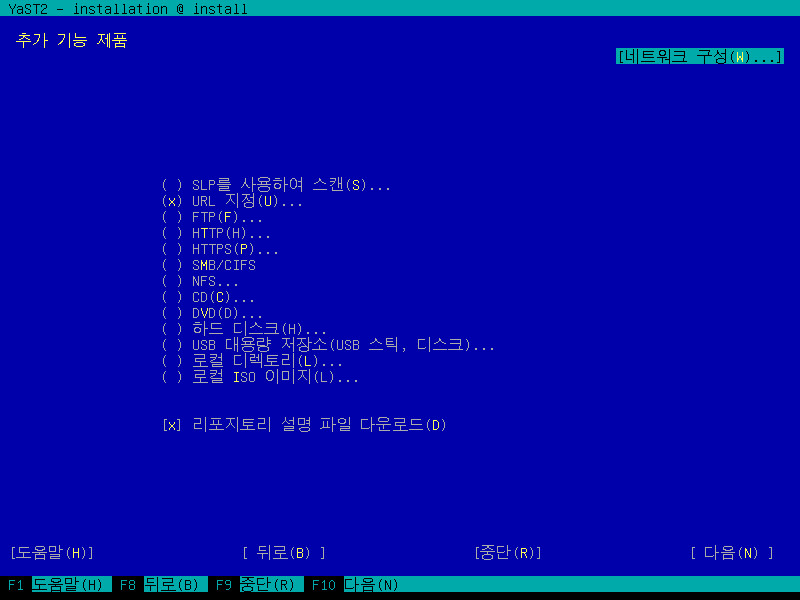 YaST2 - installation @ install
추가 기능 제품
[네트워크 구성(W)...]
( ) SLP를 사용하여 스캔(S)...
(x) URL 지정(U)...
( ) FTP(F)...
( ) HTTP(H)...
( ) HTTPS(P)...
( ) SMB/CIFS
( ) NFS...
( ) CD(C)...
( ) DVD(D)...
( ) 하드 디스크(H)...
( ) USB 대용량 저장소(USB 스틱, 디스크)...
( ) 로컬 디렉토리(L)...
( ) 로컬 ISO 이미지(L)...
[x] 리포지토리 설명 파일 다운로드(D)
[도움말(H)] [ 뒤로(B) ] [중단(R)] [ 다음(N) ]
F1 도움말(H) F8 뒤로(B) F9 중단(R) F10 다음(N)